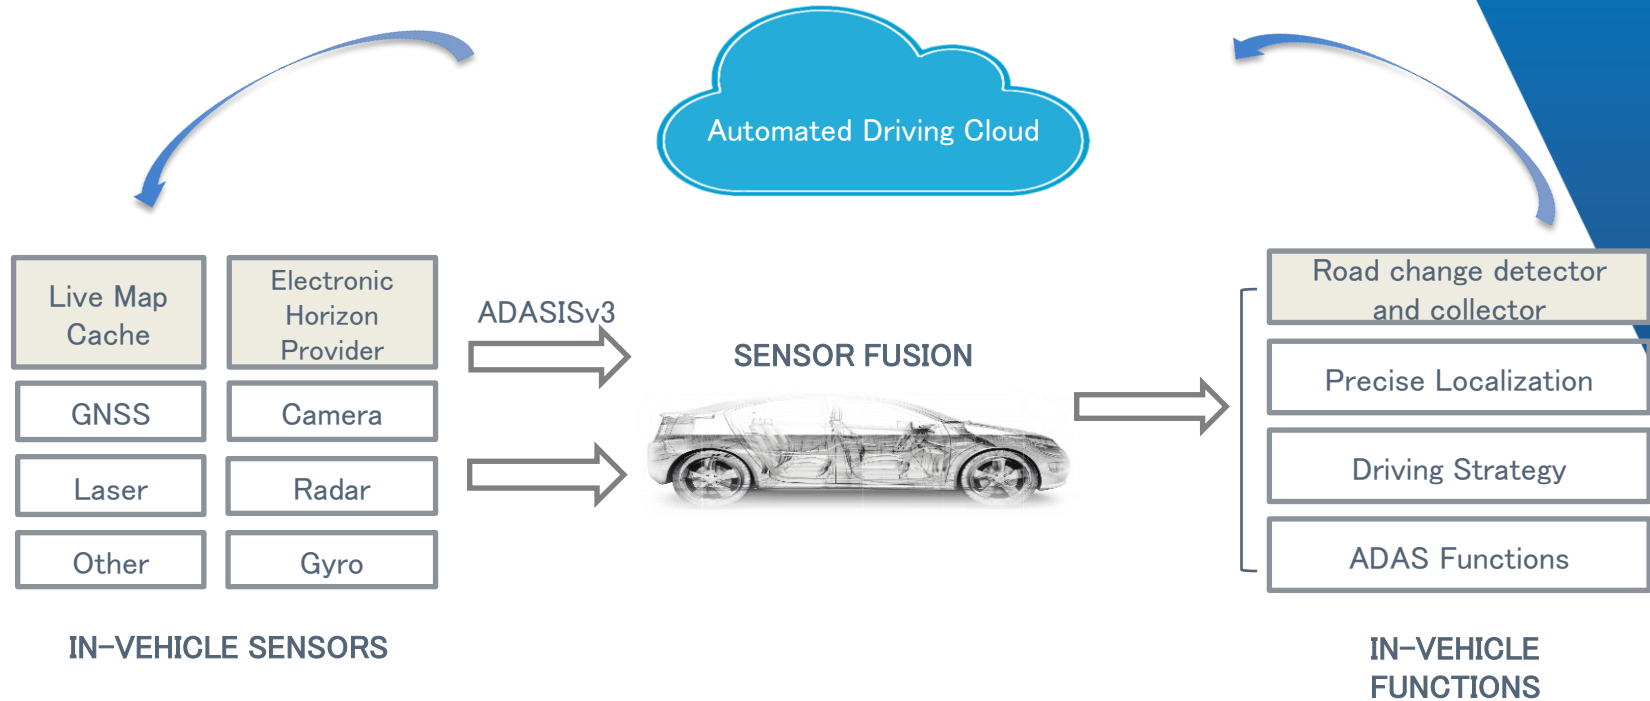 Automated Driving Cloud
Live Map
Cache
Electronic
Horizon
Provider
GNSS
Camera
Laser
Radar
Other
Gyro
IN-VEHICLE SENSORS
ADASISv3
SENSOR FUSION
Road change detector
and collector
Precise Localization
Driving Strategy
ADAS Functions
IN-VEHICLE
FUNCTIONS